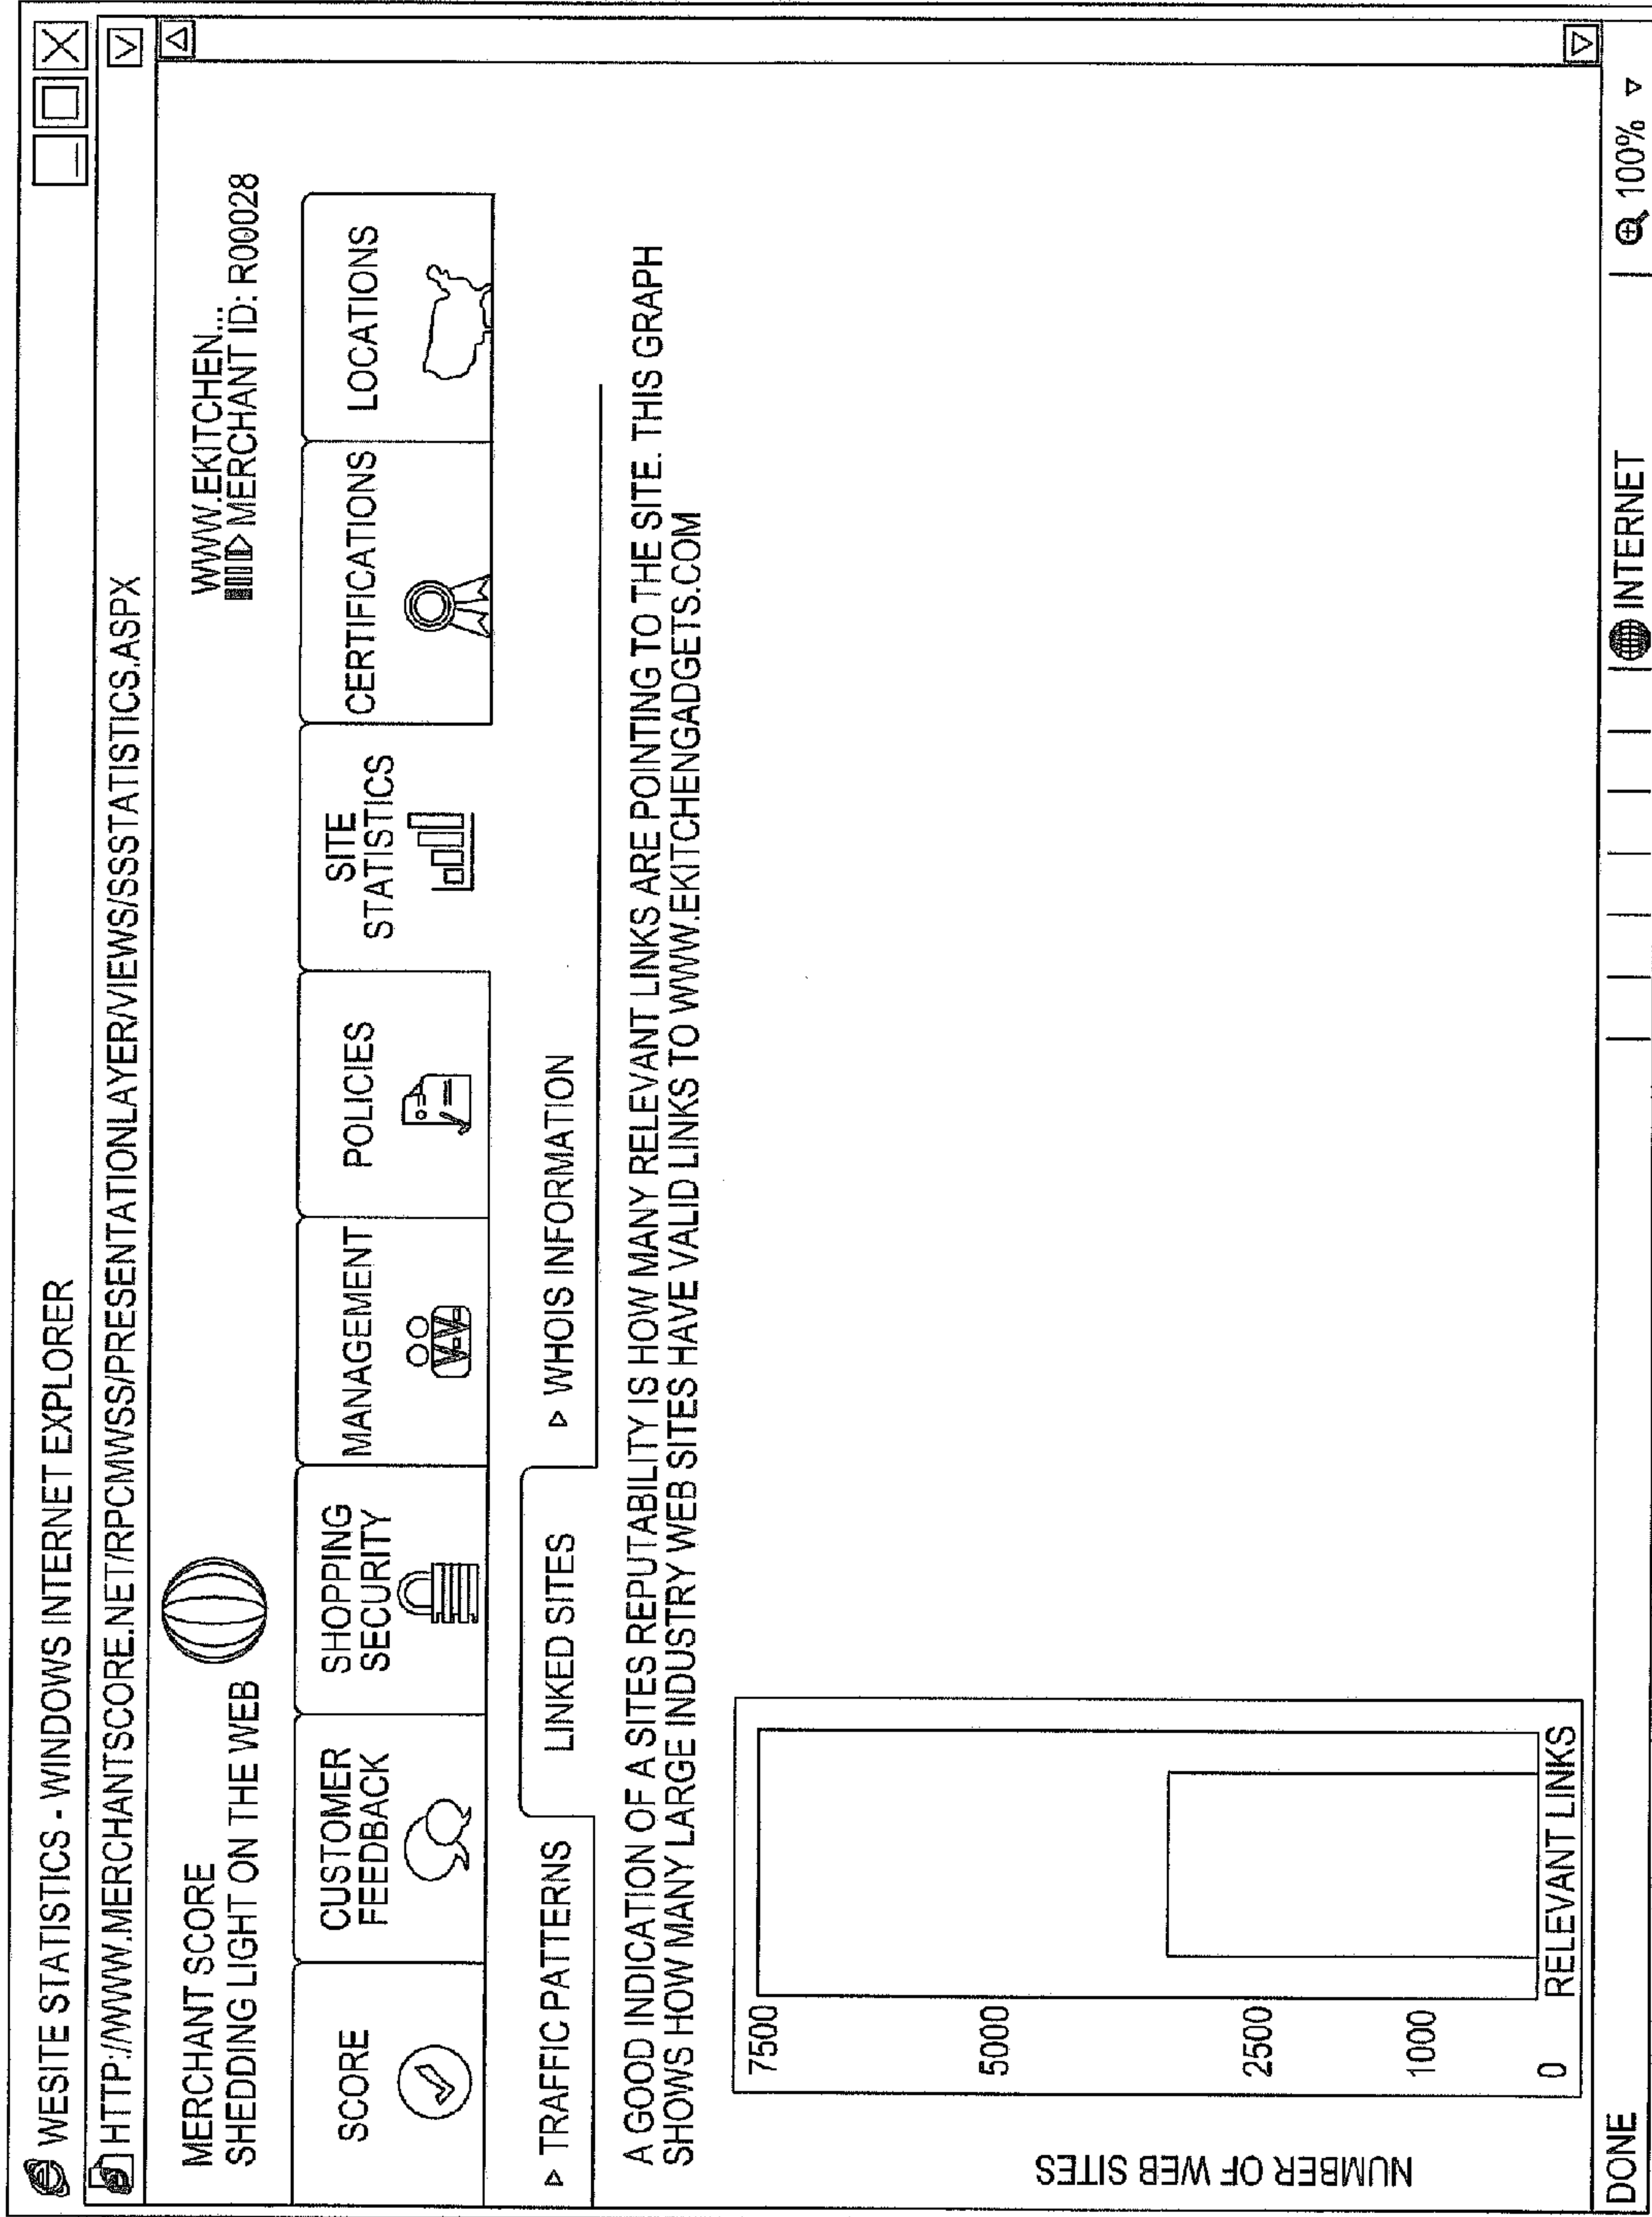 WESITE STATISTICS - WINDOWS INTERNET EXPLORER
HTTP://WWW.MERCHANTSCORE.NET/RPCMWSS/PRESENTATIONLAYER/VIEWS/SSSTATISTICS.ASPX
MERCHANT SCORE
SHEDDING LIGHT ON THE WEB
WWW.EKITCHEN...
MERCHANT ID: R00028
SCORE
CUSTOMER
FEEDBACK
SHOPPING
SECURITY
MANAGEMENT
POLICIES
SITE
STATISTICS
CERTIFICATIONS
LOCATIONS
TRAFFIC PATTERNS
LINKED SITES
WHOIS INFORMATION
A GOOD INDICATION OF A SITES REPUTABILITY IS HOW MANY RELEVANT LINKS ARE POINTING TO THE SITE. THIS GRAPH
SHOWS HOW MANY LARGE INDUSTRY WEB SITES HAVE VALID LINKS TO WWW.EKITCHENGADGETS.COM
NUMBER OF WEB SITES
7500
5000
2500
1000
0
RELEVANT LINKS
DONE
INTERNET
100%